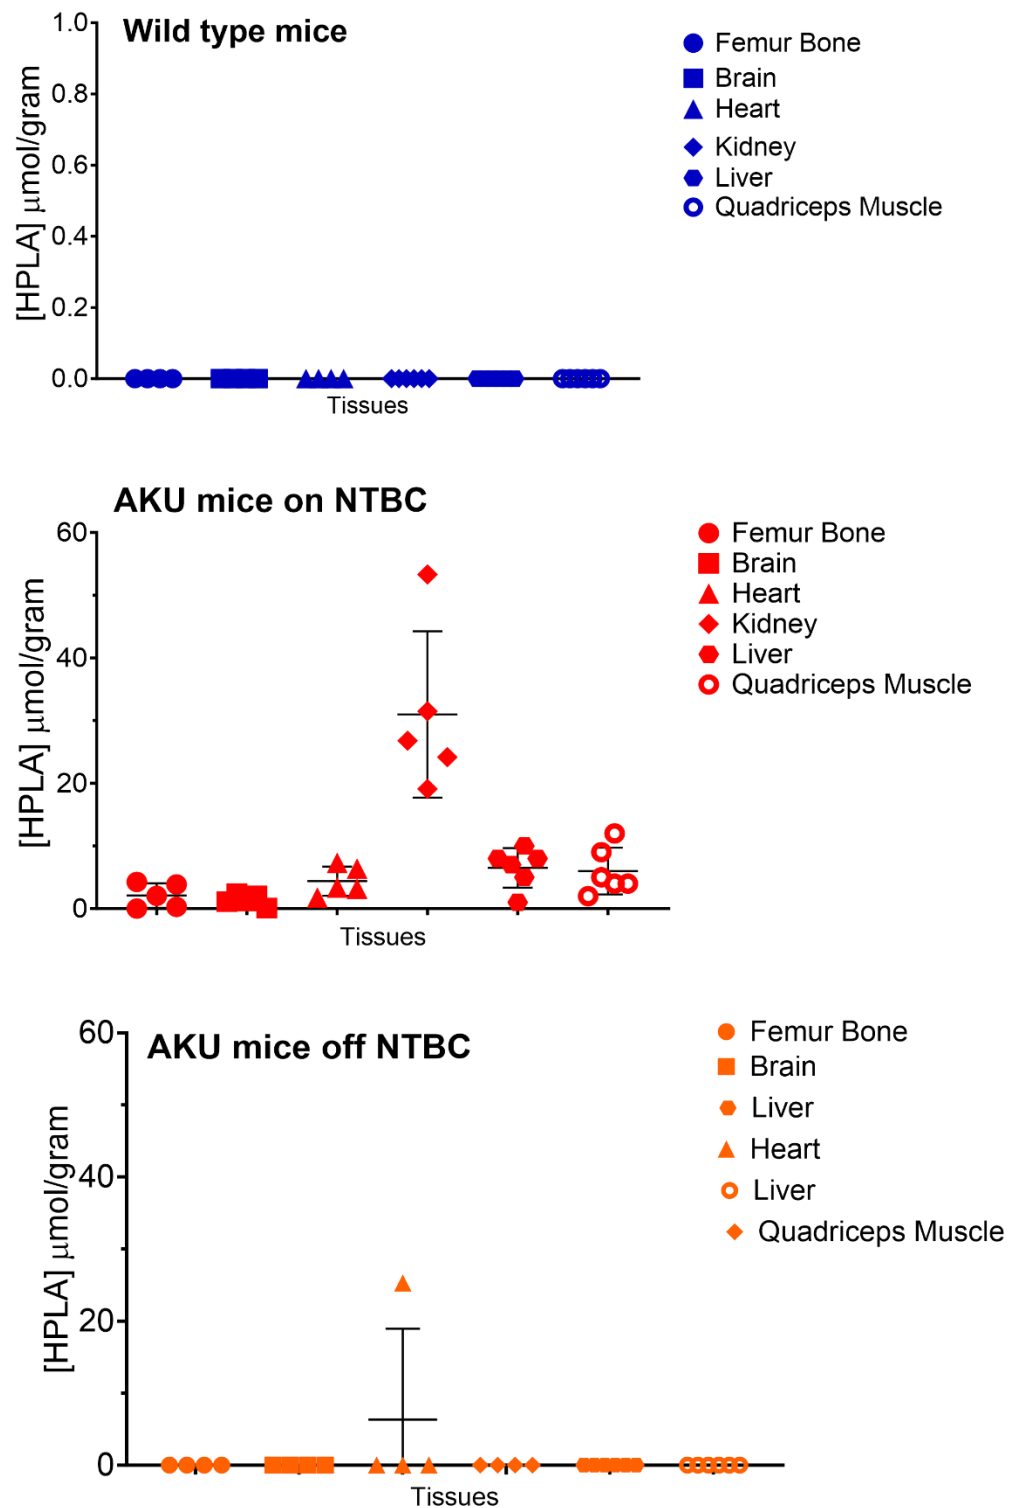 Wild type mice
1.0
0.8
0.6
0.4
0.2
0.0
[HPLA] μmol/gram
Tissues
Femur Bone
Brain
Heart
Kidney
Liver
Quadriceps Muscle
AKU mice on NTBC
60
40
20
0
[HPLA] μmol/gram
Tissues
Femur Bone
Brain
Heart
Kidney
Liver
Quadriceps Muscle
AKU mice off NTBC
60
40
20
0
[HPLA] μmol/gram
Tissues
Femur Bone
Brain
Liver
Heart
Liver
Quadriceps Muscle